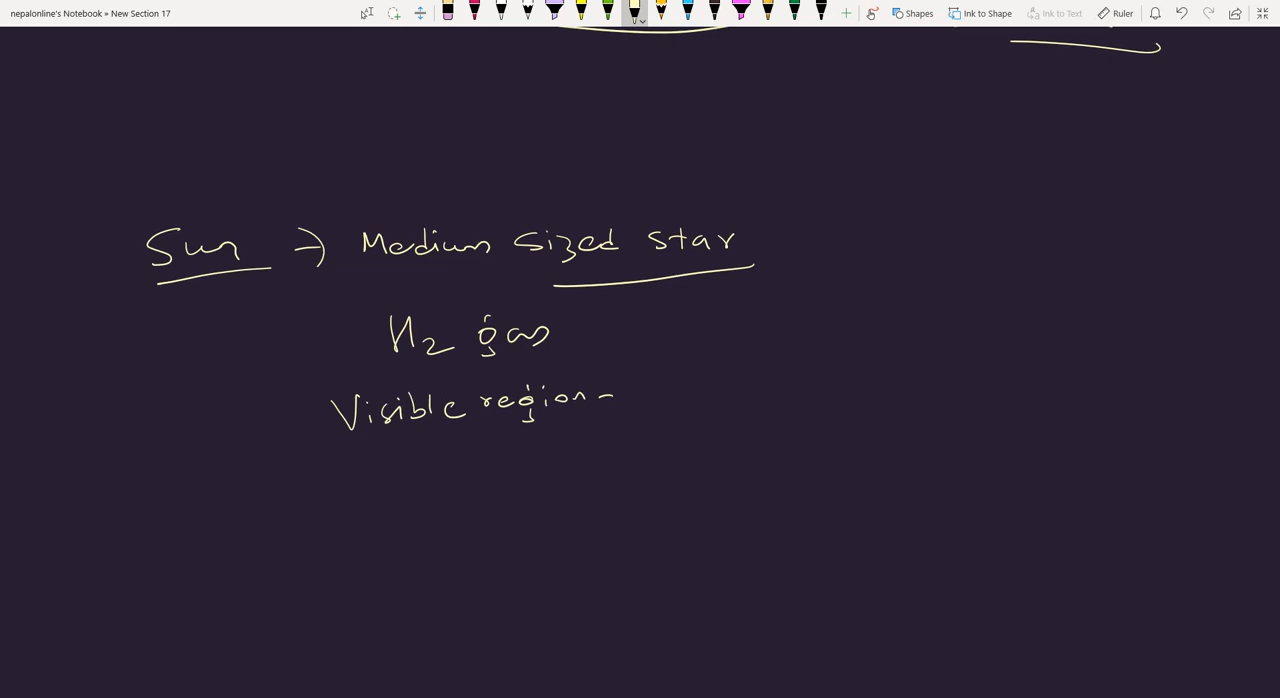 nepalonline's Notebook » New Section 17
Shapes
Ink to Shape
Ink to Text
Ruler
Sun → Medium sized star
H2 gas
Visible region -